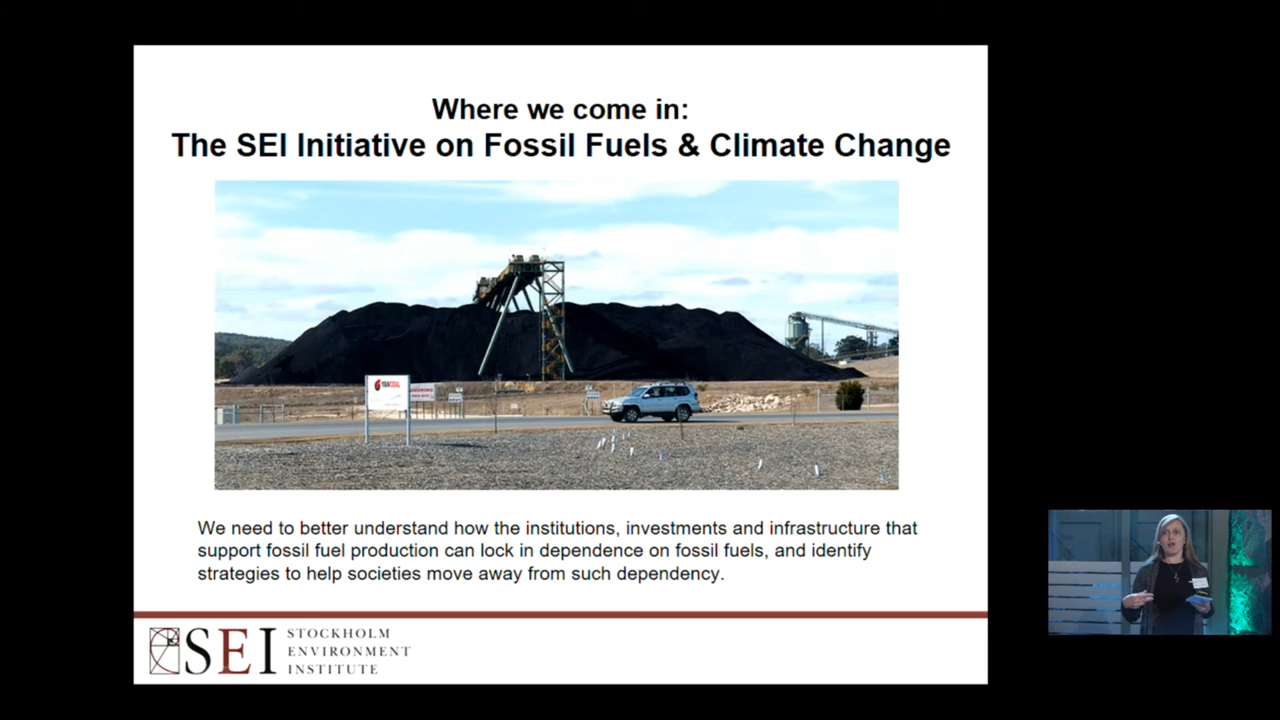 Where we come in:
The SEI Initiative on Fossil Fuels & Climate Change
YANCOAL
We need to better understand how the institutions, investments and infrastructure that
support fossil fuel production can lock in dependence on fossil fuels, and identify
strategies to help societies move away from such dependency.
SEI
STOCKHOLM
ENVIRONMENT
INSTITUTE